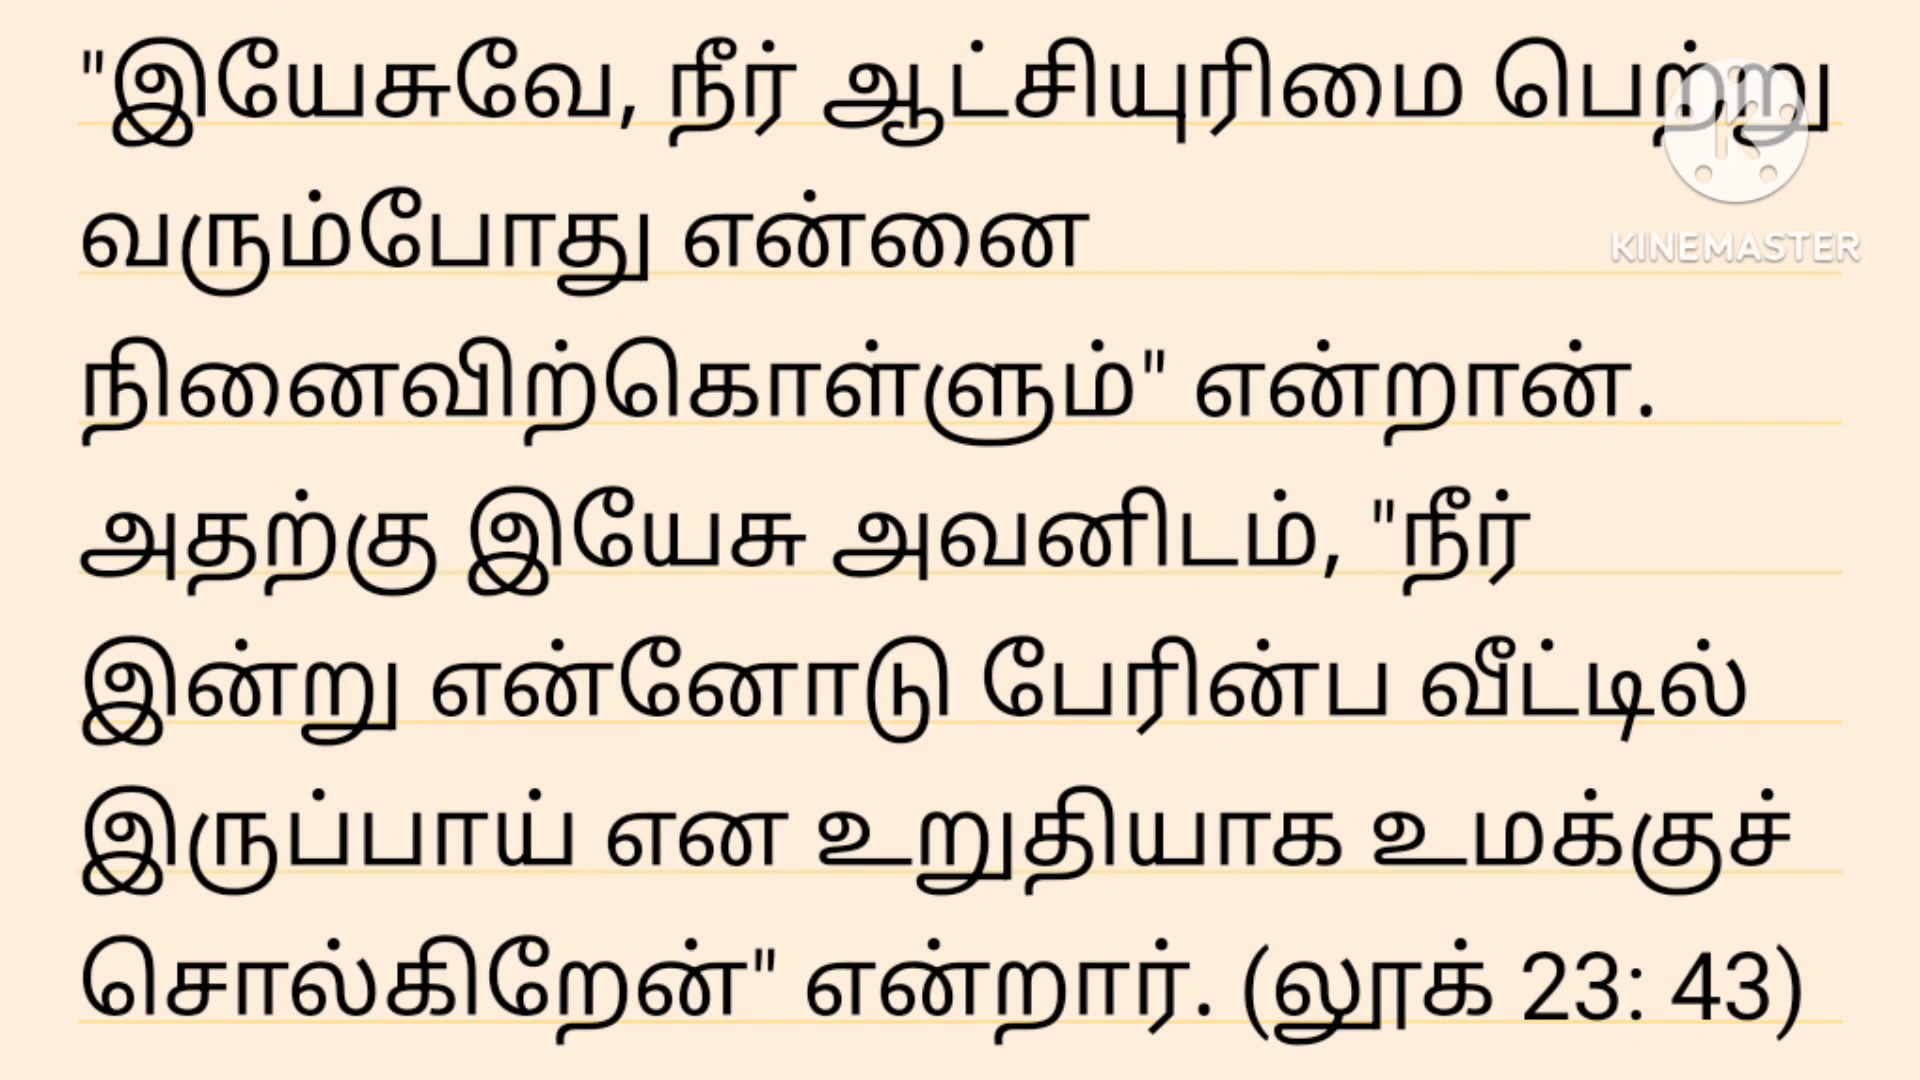 "இயேசுவே, நீர் ஆட்சியுரிமை பெற்று
வரும்போது என்னை
நினைவிற்கொள்ளும்" என்றான்.
அதற்கு இயேசு அவனிடம், "நீர்
இன்று என்னோடு பேரின்ப வீட்டில்
இருப்பாய் என உறுதியாக உமக்குச்
சொல்கிறேன்" என்றார். (லூக் 23: 43)
KINEMASTER